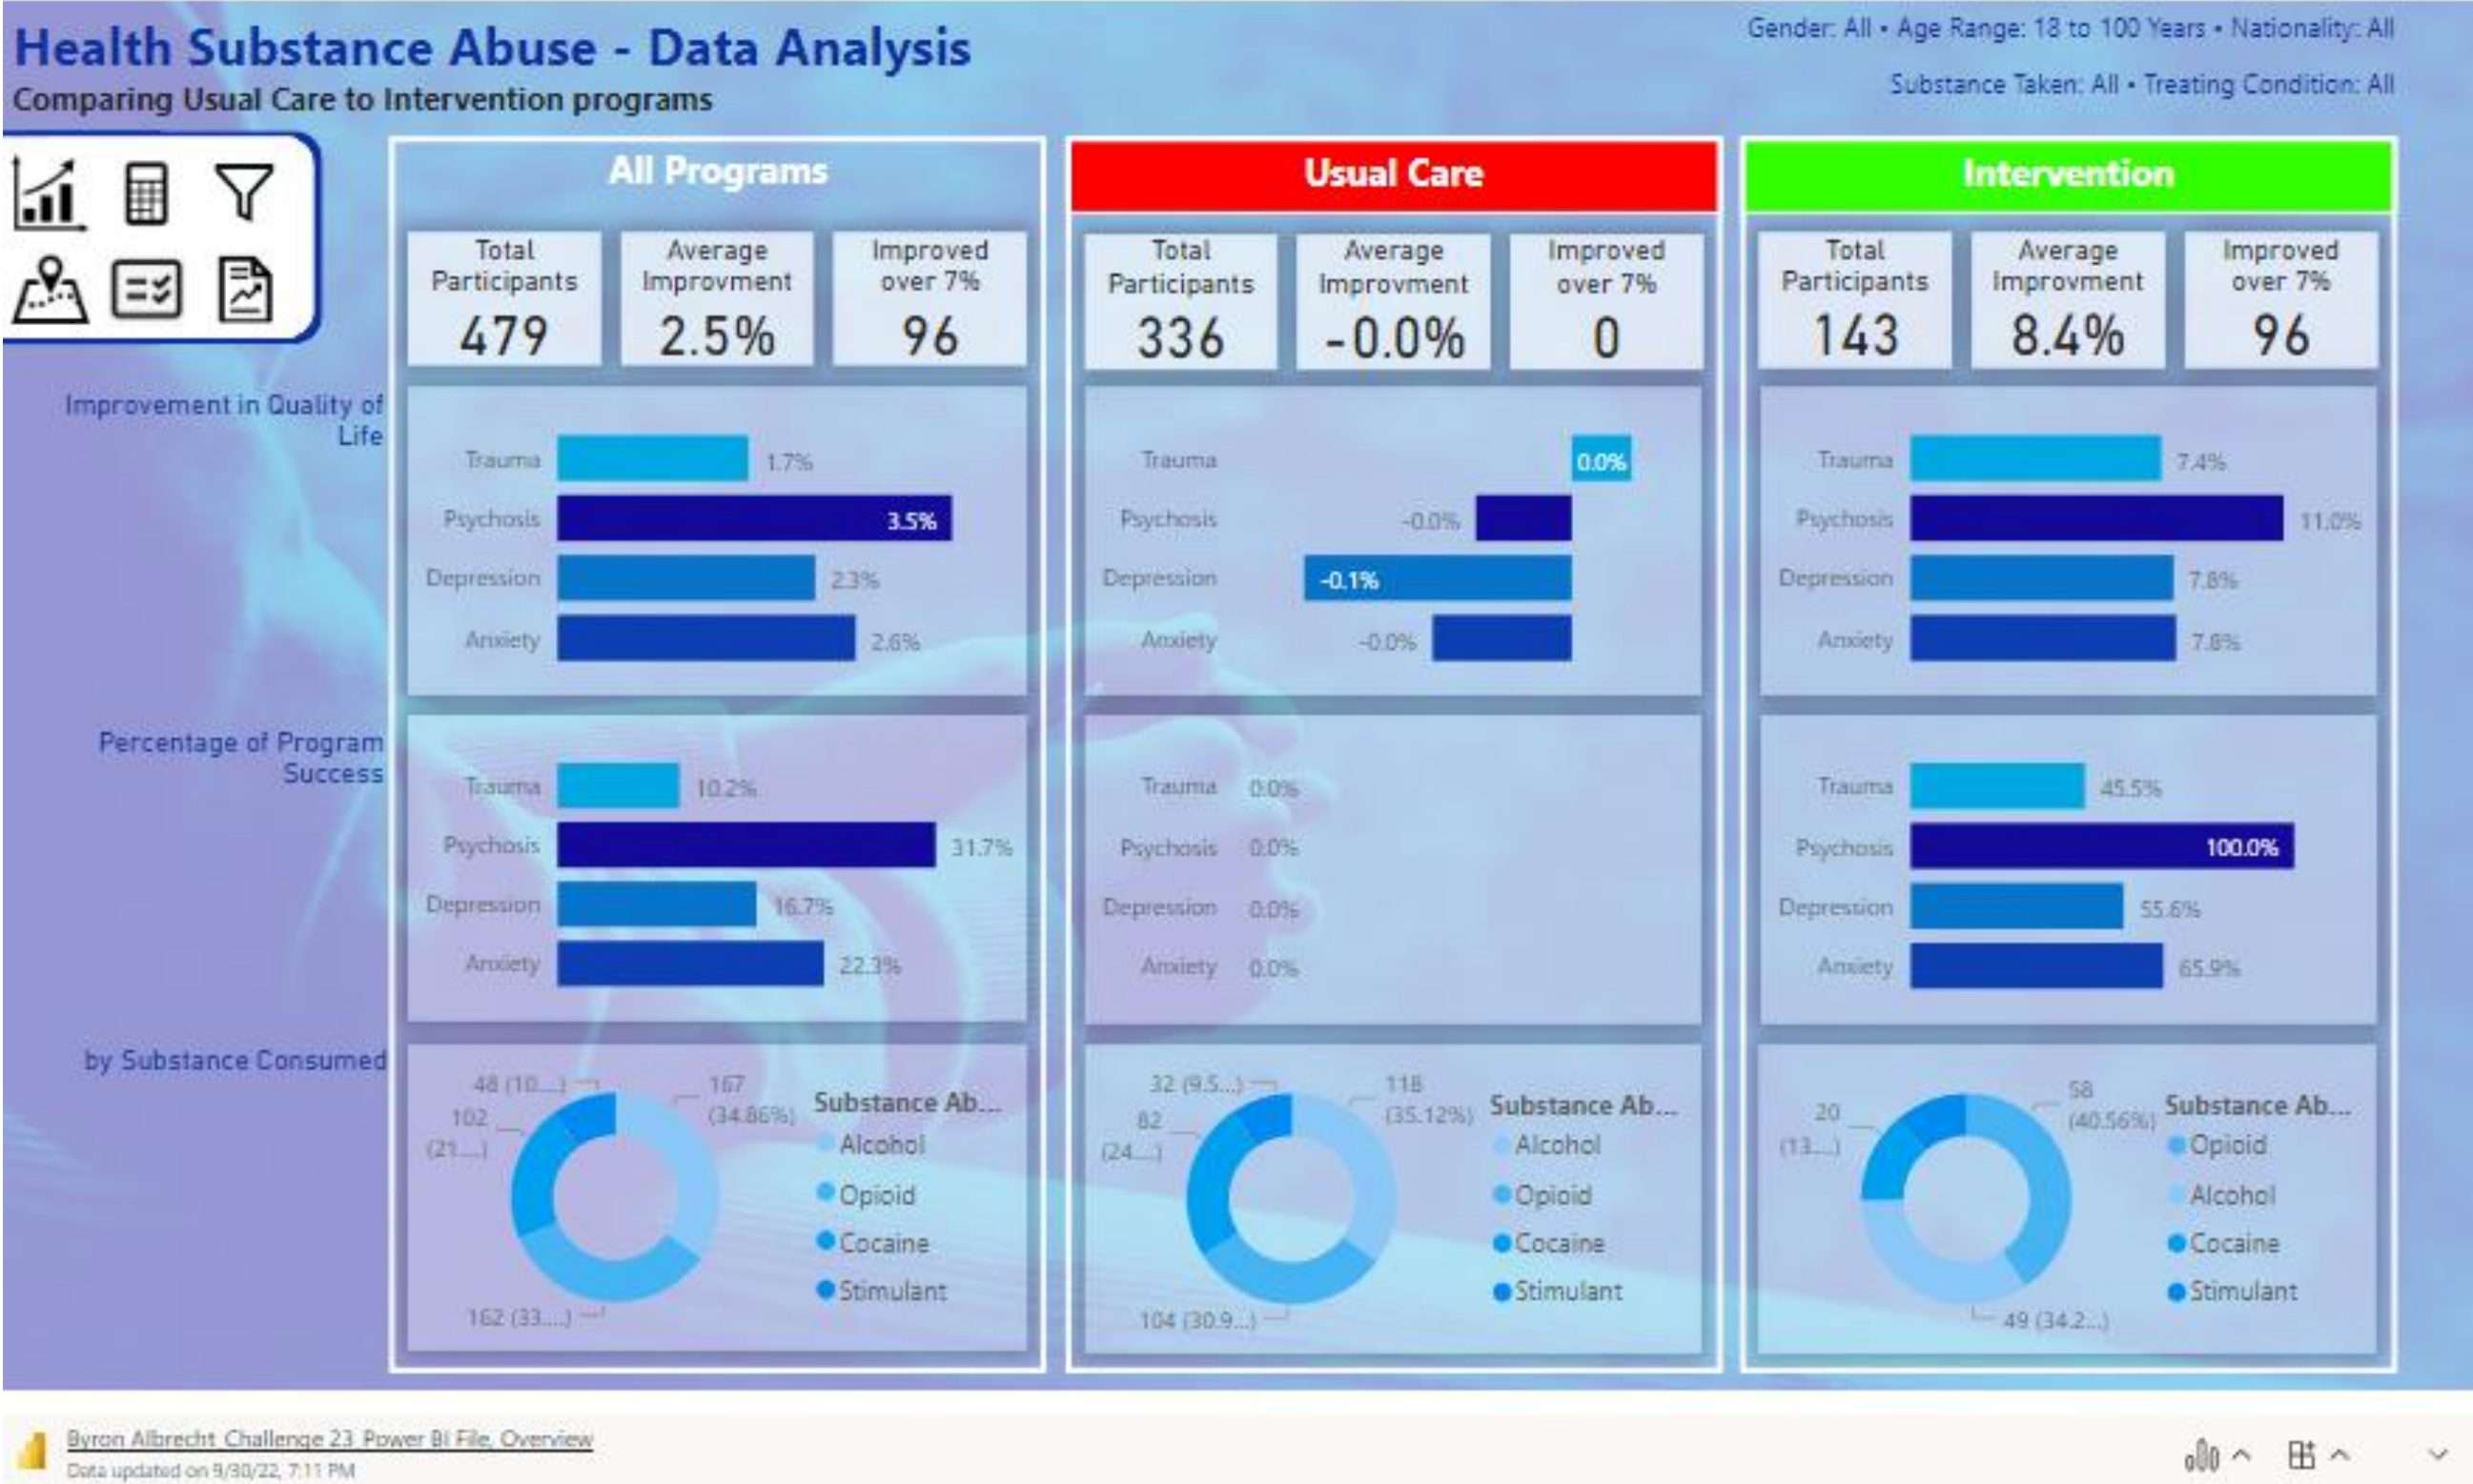 Health Substance Abuse - Data Analysis
Comparing Usual Care to Intervention programs
Gender: All • Age Range: 18 to 100 Years • Nationality: All
Substance Taken: All • Treating Condition: All
All Programs
Total
Participants
479
Average
Improvment
2.5%
Improved
over 7%
96
Usual Care
Total
Participants
336
Average
Improvment
-0.0%
Improved
over 7%
0
Intervention
Total
Participants
143
Average
Improvment
8.4%
Improved
over 7%
96
Improvement in Quality of
Life
Trauma 1.7%
Psychosis 3.5%
Depression 2.3%
Anxiety 2.6%
Trauma 0.0%
Psychosis -0.0%
Depression -0.1%
Anxiety -0.0%
Trauma 7.4%
Psychosis 11.0%
Depression 7.8%
Anxiety 7.8%
Percentage of Program
Success
Trauma 10.2%
Psychosis 31.7%
Depression 16.7%
Anxiety 22.3%
Trauma 0.0%
Psychosis 0.0%
Depression 0.0%
Anxiety 0.0%
Trauma 45.5%
Psychosis 100.0%
Depression 55.6%
Anxiety 65.9%
by Substance Consumed
48 (10...)
167
(34.86%)
102
(21....)
162 (33....)
Substance Ab...
Alcohol
Opioid
Cocaine
Stimulant
32 (9.5...)
118
(35.12%)
82
(24....)
104 (30.9...)
Substance Ab...
Alcohol
Opioid
Cocaine
Stimulant
58
(40.56%)
20
(13....)
49 (34.2...)
Substance Ab...
Opioid
Alcohol
Cocaine
Stimulant
Byron Albrecht Challenge 23 Power BI File, Overview
Data updated on 9/30/22, 7:11 PM